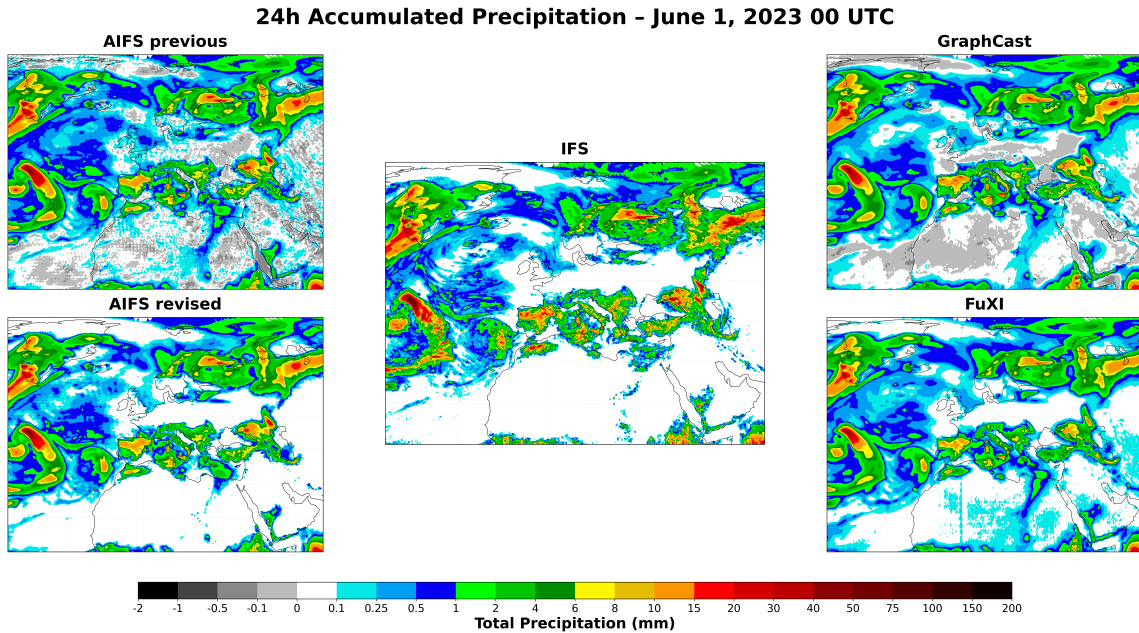 24h Accumulated Precipitation – June 1, 2023 00 UTC
AIFS previous
GraphCast
IFS
AIFS revised
FuXI
-2 -1 -0.5 -0.1 0 0.1 0.25 0.5 1 2 4 6 8 10 15 20 30 40 50 75 100 150 200
Total Precipitation (mm)